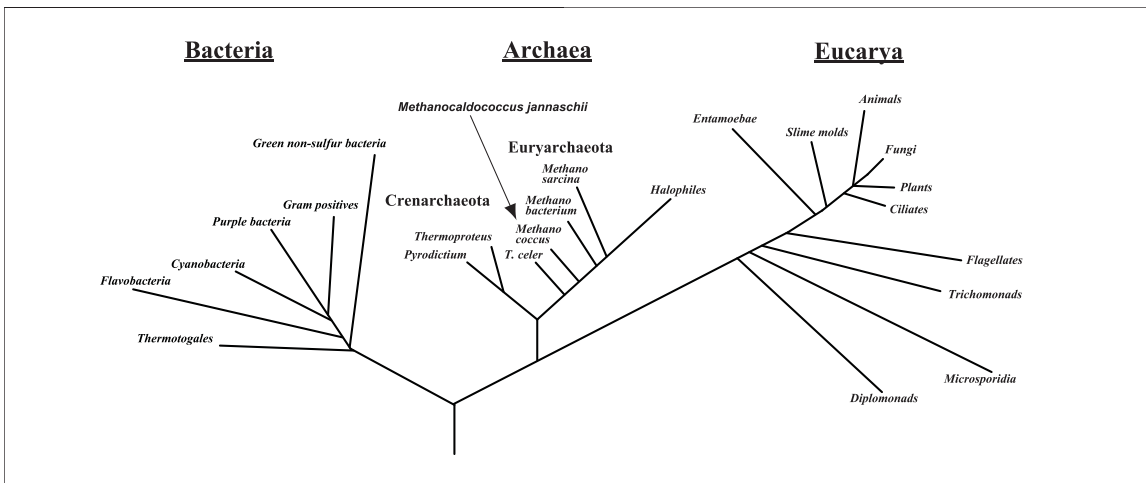 Bacteria
Archaea
Eucarya
Methanocaldococcus jannaschii
Animals
Entamoebae
Slime molds
Green non-sulfur bacteria
Euryarchaeota
Fungi
Methano
sarcina
Plants
Halophiles
Crenarchaeota
Gram positives
Methano
bacterium
Ciliates
Purple bacteria
Methano
coccus
Thermoproteus
Pyrodictium
T. celer
Cyanobacteria
Flagellates
Flavobacteria
Trichomonads
Thermotogales
Microsporidia
Diplomonads